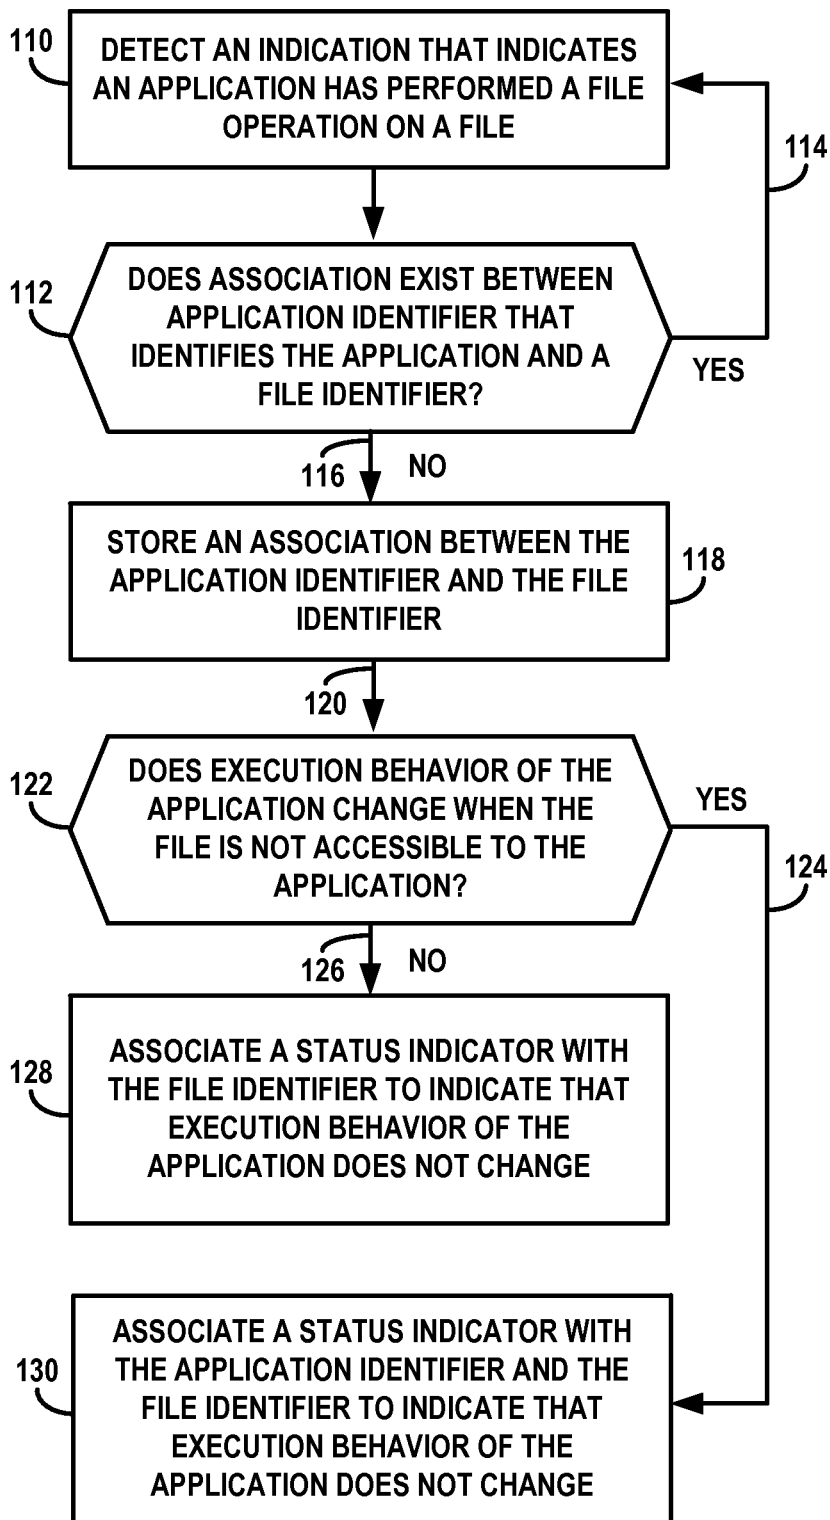 110
DETECT AN INDICATION THAT INDICATES
AN APPLICATION HAS PERFORMED A FILE
OPERATION ON A FILE
114
112
DOES ASSOCIATION EXIST BETWEEN
APPLICATION IDENTIFIER THAT
IDENTIFIES THE APPLICATION AND A
FILE IDENTIFIER?
YES
116
NO
STORE AN ASSOCIATION BETWEEN THE
APPLICATION IDENTIFIER AND THE FILE
IDENTIFIER
118
120
122
DOES EXECUTION BEHAVIOR OF THE
APPLICATION CHANGE WHEN THE
FILE IS NOT ACCESSIBLE TO THE
APPLICATION?
YES
124
126
NO
128
ASSOCIATE A STATUS INDICATOR WITH
THE FILE IDENTIFIER TO INDICATE THAT
EXECUTION BEHAVIOR OF THE
APPLICATION DOES NOT CHANGE
130
ASSOCIATE A STATUS INDICATOR WITH
THE APPLICATION IDENTIFIER AND THE
FILE IDENTIFIER TO INDICATE THAT
EXECUTION BEHAVIOR OF THE
APPLICATION DOES NOT CHANGE